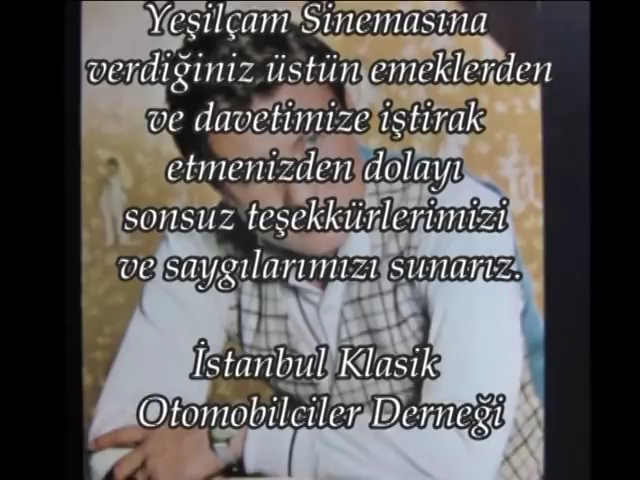 Yeşilçam Sinemasına
verdiğiniz üstün emeklerden
ve davetimize iştirak
etmenizden dolayı
sonsuz teşekkürlerimizi
ve saygılarımızı sunarız.
İstanbul Klasik
Otomobilciler Derneği